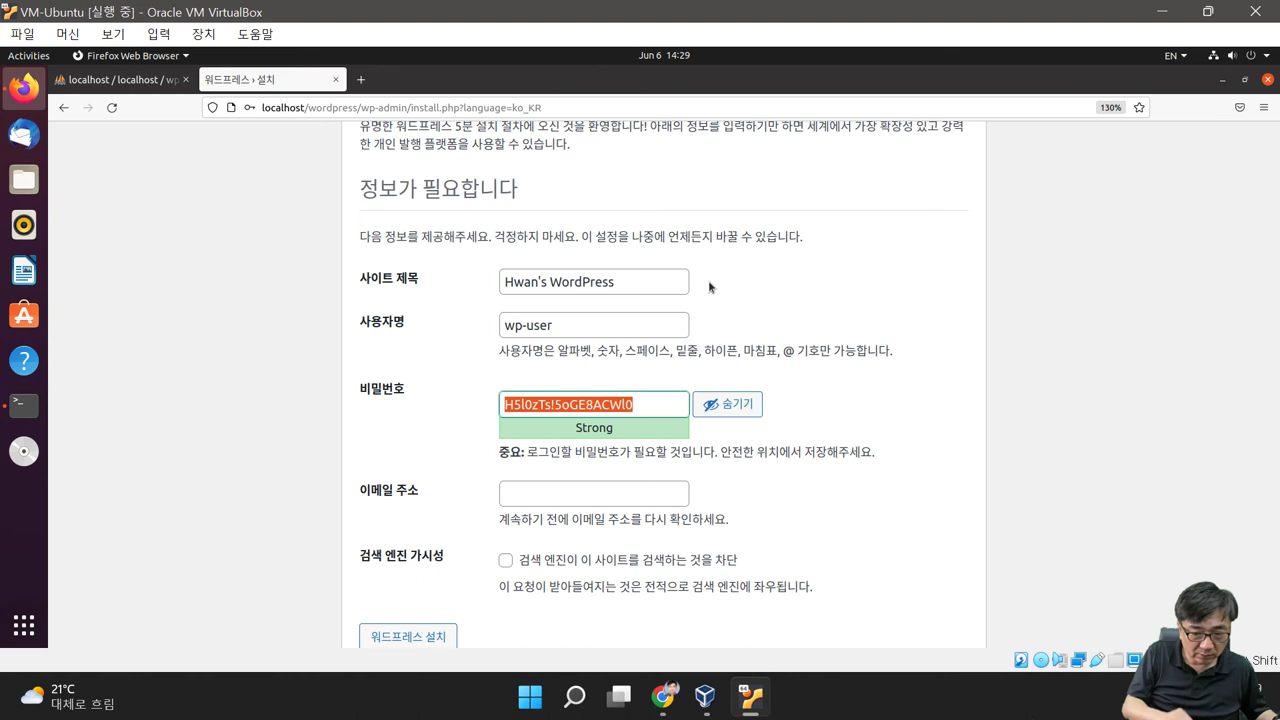 VM-Ubuntu [실행 중] - Oracle VM VirtualBox
파일 머신 보기 입력 장치 도움말
Activities Firefox Web Browser Jun 6 14:29 EN
localhost / localhost / wp 워드프레스 › 설치
localhost/wordpress/wp-admin/install.php?language=ko_KR 130%
유명한 워드프레스 5분 설치 절차에 오신 것을 환영합니다! 아래의 정보를 입력하기만 하면 세계에서 가장 확장성 있고 강력
한 개인 발행 플랫폼을 사용할 수 있습니다.
정보가 필요합니다
다음 정보를 제공해주세요. 걱정하지 마세요. 이 설정을 나중에 언제든지 바꿀 수 있습니다.
사이트 제목 Hwan's WordPress
사용자명 wp-user
사용자명은 알파벳, 숫자, 스페이스, 밑줄, 하이픈, 마침표, @ 기호만 가능합니다.
비밀번호 H5l0zTs!5oGE8ACWl0 숨기기
Strong
중요: 로그인할 비밀번호가 필요할 것입니다. 안전한 위치에서 저장해주세요.
이메일 주소
계속하기 전에 이메일 주소를 다시 확인하세요.
검색 엔진 가시성 검색 엔진이 이 사이트를 검색하는 것을 차단
이 요청이 받아들여지는 것은 전적으로 검색 엔진에 좌우됩니다.
워드프레스 설치
Shift
21°C
대체로 흐림